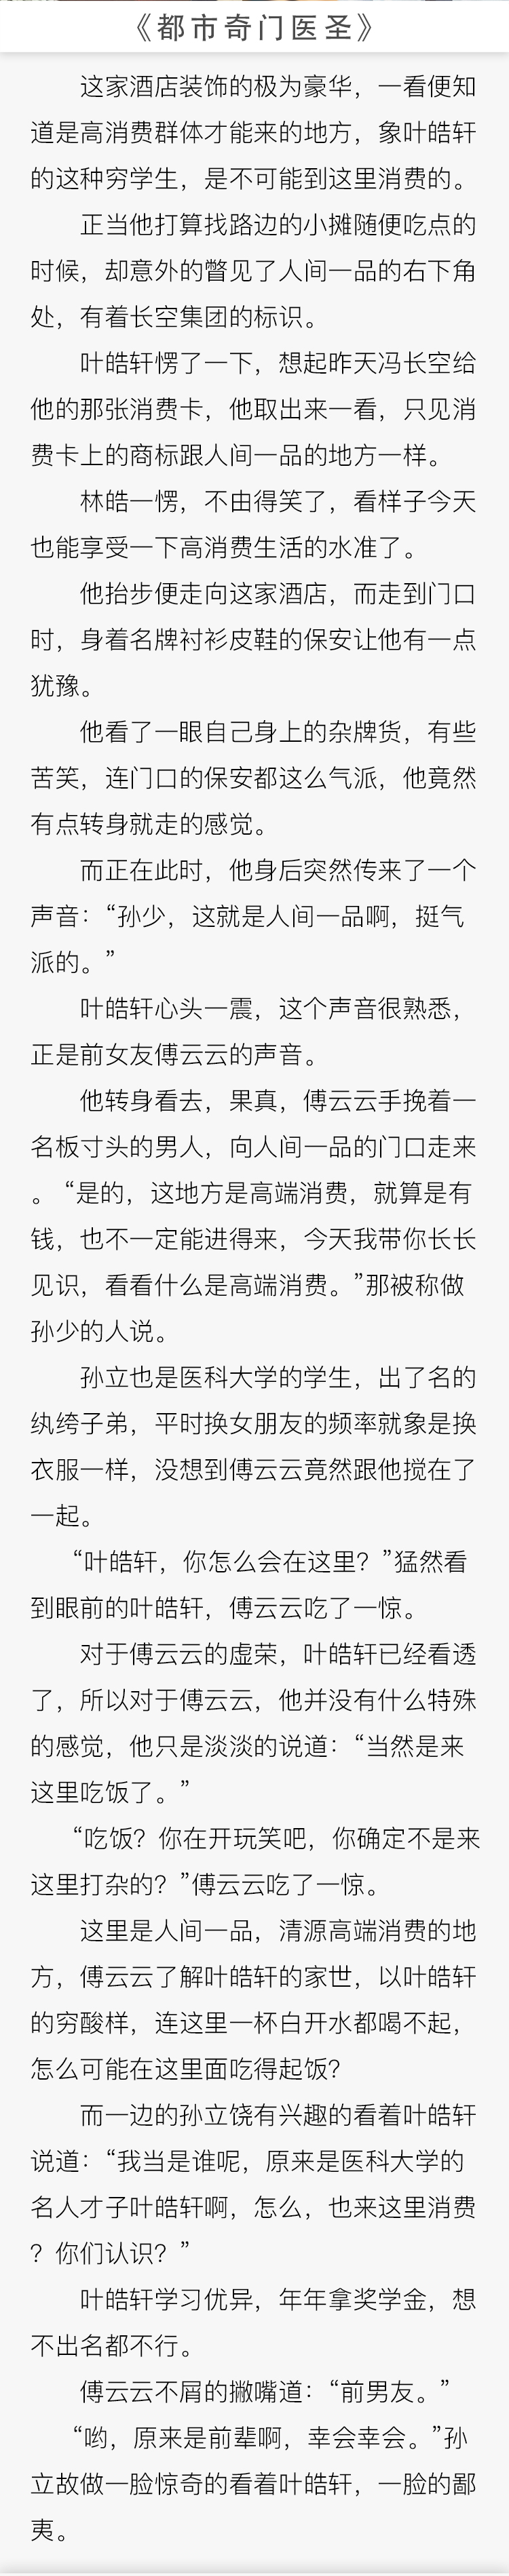 《都市奇门医圣》
这家酒店装饰的极为豪华，一看便知
道是高消费群体才能来的地方，象叶皓轩
的这种穷学生，是不可能到这里消费的。
正当他打算找路边的小摊随便吃点的
时候，却意外的瞥见了人间一品的右下角
处，有着长空集团的标识。
叶皓轩愣了一下，想起昨天冯长空给
他的那张消费卡，他取出来一看，只见消
费卡上的商标跟人间一品的地方一样。
林皓一愣，不由得笑了，看样子今天
也能享受一下高消费生活的水准了。
他抬步便走向这家酒店，而走到门口
时，身着名牌衬衫皮鞋的保安让他有一点
犹豫。
他看了一眼自己身上的杂牌货，有些
苦笑，连门口的保安都这么气派，他竟然
有点转身就走的感觉。
而正在此时，他身后突然传来了一个
声音：“孙少，这就是人间一品啊，挺气
派的。”
叶皓轩心头一震，这个声音很熟悉，
正是前女友傅云云的声音。
他转身看去，果真，傅云云手挽着一
名板寸头的男人，向人间一品的门口走来
。“是的，这地方是高端消费，就算是有
钱，也不一定能进得来，今天我带你长长
见识，看看什么是高端消费。”那被称做
孙少的人说。
孙立也是医科大学的学生，出了名的
纨绔子弟，平时换女朋友的频率就象是换
衣服一样，没想到傅云云竟然跟他搅在了
一起。
“叶皓轩，你怎么会在这里？”猛然看
到眼前的叶皓轩，傅云云吃了一惊。
对于傅云云的虚荣，叶皓轩已经看透
了，所以对于傅云云，他并没有什么特殊
的感觉，他只是淡淡的说道：“当然是来
这里吃饭了。”
“吃饭？你在开玩笑吧，你确定不是来
这里打杂的？”傅云云吃了一惊。
这里是人间一品，清源高端消费的地
方，傅云云了解叶皓轩的家世，以叶皓轩
的穷酸样，连这里一杯白开水都喝不起，
怎么可能在这里面吃得起饭？
而一边的孙立饶有兴趣的看着叶皓轩
说道：“我当是谁呢，原来是医科大学的
名人才子叶皓轩啊，怎么，也来这里消费
？你们认识？”
叶皓轩学习优异，年年拿奖学金，想
不出名都不行。
傅云云不屑的撇嘴道：“前男友。”
“哟，原来是前辈啊，幸会幸会。”孙
立故做一脸惊奇的看着叶皓轩，一脸的鄙
夷。